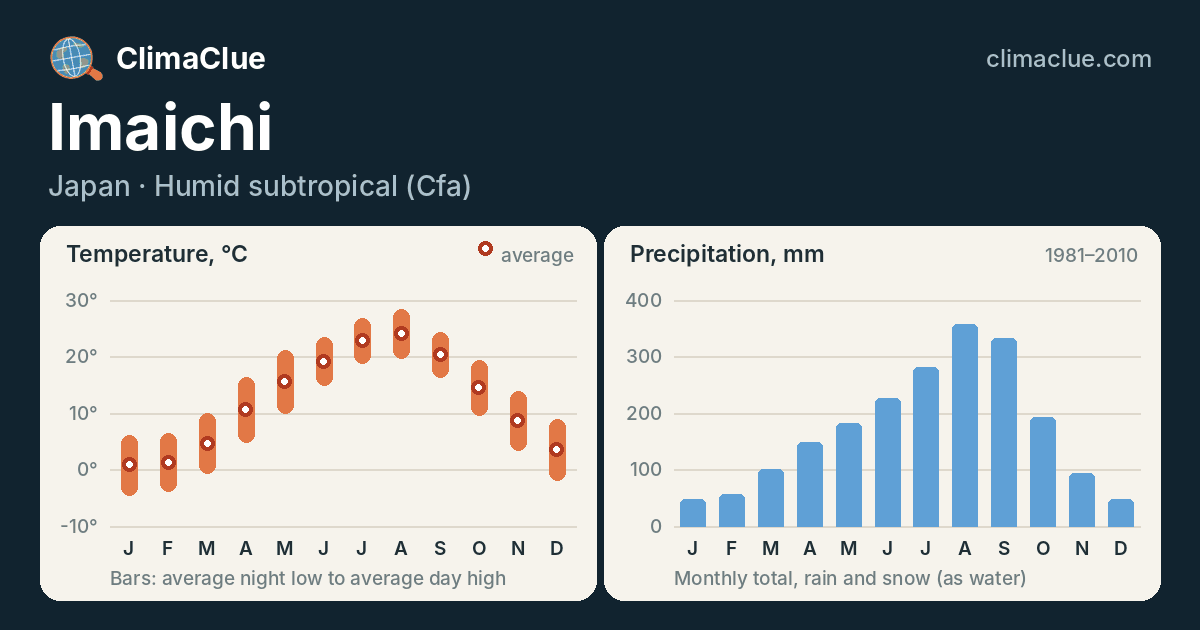 ClimaClue
climaclue.com
Imaichi
Japan · Humid subtropical (Cfa)
Temperature, °C
average
30°
20°
10°
0°
-10°
J F M A M J J A S O N D
Bars: average night low to average day high
Precipitation, mm
1981–2010
400
300
200
100
0
J F M A M J J A S O N D
Monthly total, rain and snow (as water)